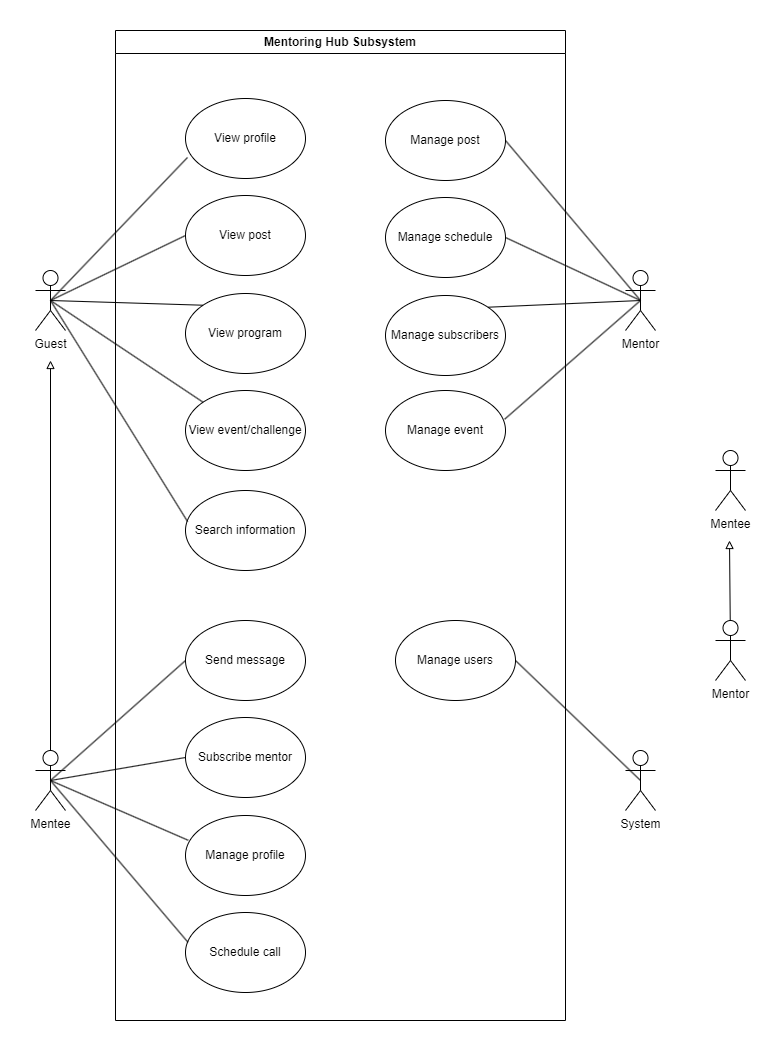 Mentoring Hub Subsystem
View profile
Manage post
View post
Manage schedule
Guest
View program
Manage subscribers
Mentor
View event/challenge
Manage event
Search information
Mentee
Send message
Manage users
Mentor
Subscribe mentor
Mentee
System
Manage profile
Schedule call